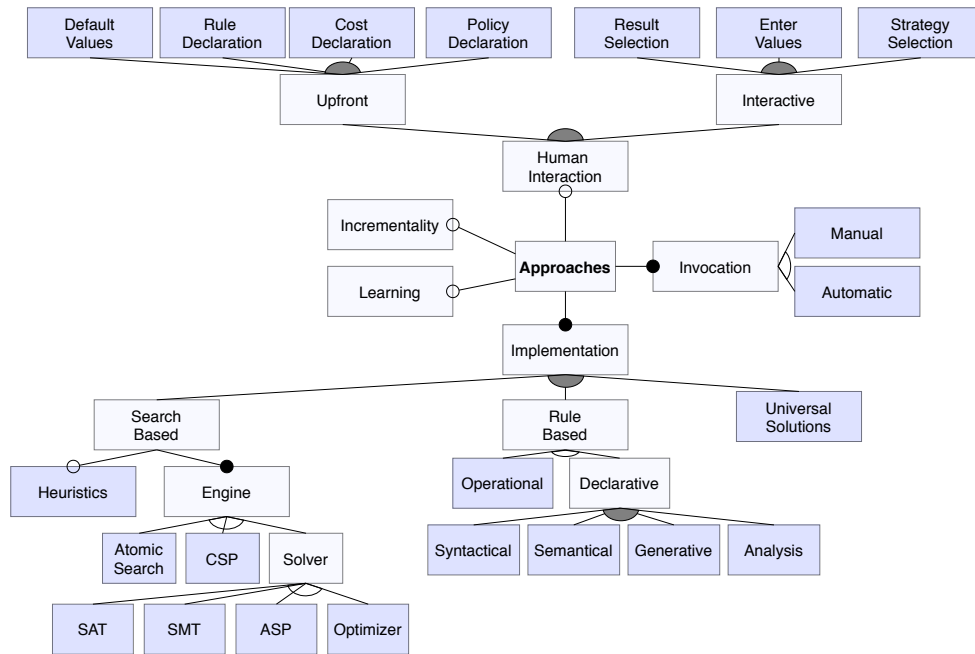 Default
Values
Rule
Declaration
Cost
Declaration
Policy
Declaration
Result
Selection
Enter
Values
Strategy
Selection
Upfront
Interactive
Human
Interaction
Incrementality
Manual
Approaches
Invocation
Learning
Automatic
Implementation
Search
Based
Rule
Based
Universal
Solutions
Heuristics
Engine
Operational
Declarative
Atomic
Search
CSP
Solver
Syntactical
Semantical
Generative
Analysis
SAT
SMT
ASP
Optimizer